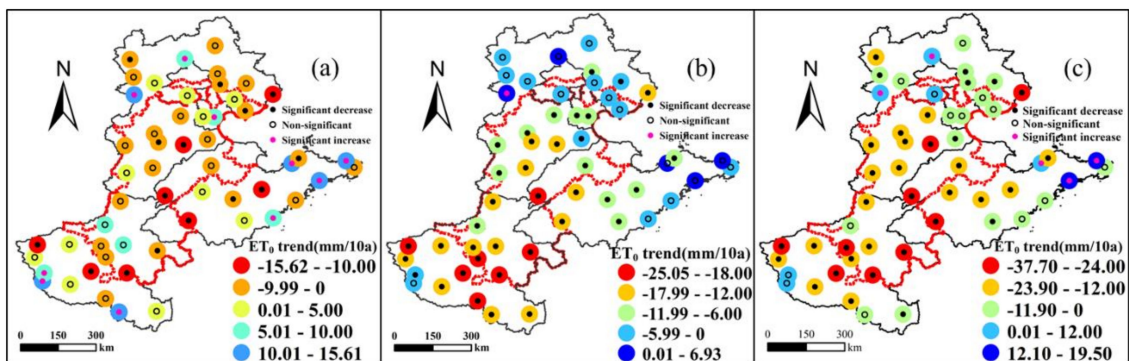 N
(a)
Significant decrease
Non-significant
Significant increase
ET₀ trend(mm/10a)
-15.62 - -10.00
-9.99 - 0
0.01 - 5.00
5.01 - 10.00
10.01 - 15.61
0 150 300
km
N
(b)
Significant decrease
Non-significant
Significant increase
ET₀ trend(mm/10a)
-25.05 - -18.00
-17.99 - -12.00
-11.99 - -6.00
-5.99 - 0
0.01 - 6.93
0 150 300
km
N
(c)
Significant decrease
Non-significant
Significant increase
ET₀ trend(mm/10a)
-37.70 - -24.00
-23.90 - -12.00
-11.90 - 0
0.01 - 12.00
12.10 - 19.50
0 150 300
km